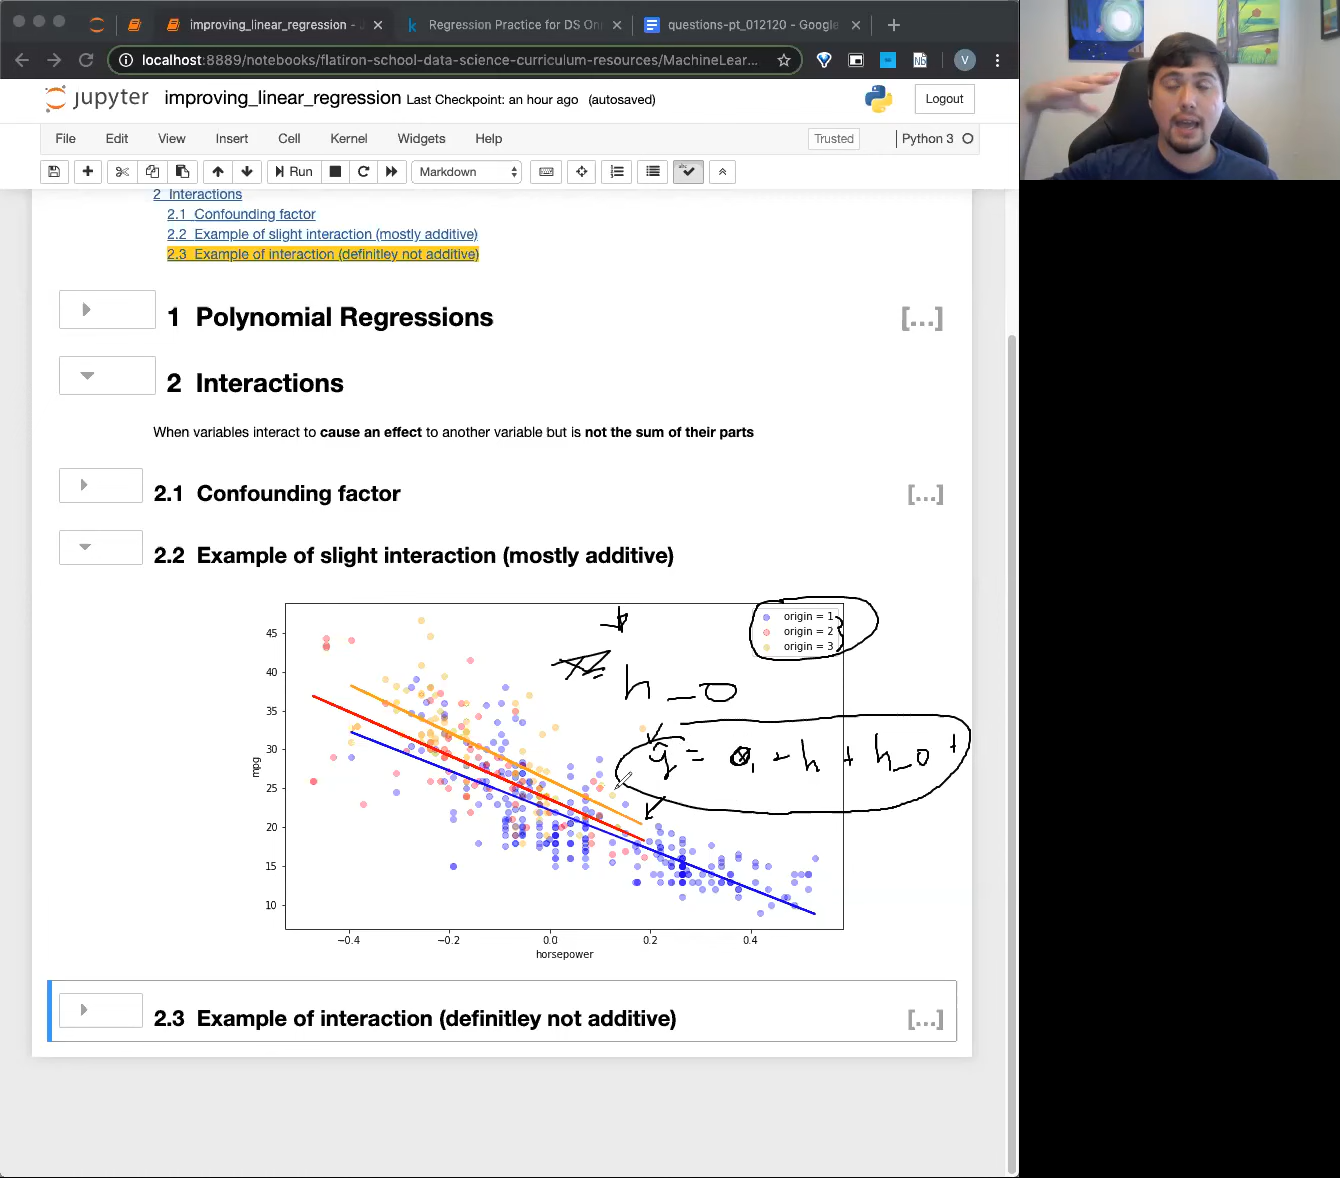 improving_linear_regression -
Regression Practice for DS On
questions-pt_012120 - Google
localhost:8889/notebooks/flatiron-school-data-science-curriculum-resources/MachineLear...
V
jupyter improving_linear_regression Last Checkpoint: an hour ago (autosaved)
Logout
File Edit View Insert Cell Kernel Widgets Help
Trusted
Python 3
Run
Markdown
2 Interactions
2.1 Confounding factor
2.2 Example of slight interaction (mostly additive)
2.3 Example of interaction (definitley not additive)
1 Polynomial Regressions
[...]
2 Interactions
When variables interact to cause an effect to another variable but is not the sum of their parts
2.1 Confounding factor
[...]
2.2 Example of slight interaction (mostly additive)
origin = 1
origin = 2
origin = 3
h_o
45
40
35
30
25
20
15
10
mpg
−0.4 −0.2 0.0 0.2 0.4
horsepower
2.3 Example of interaction (definitley not additive)
[...]